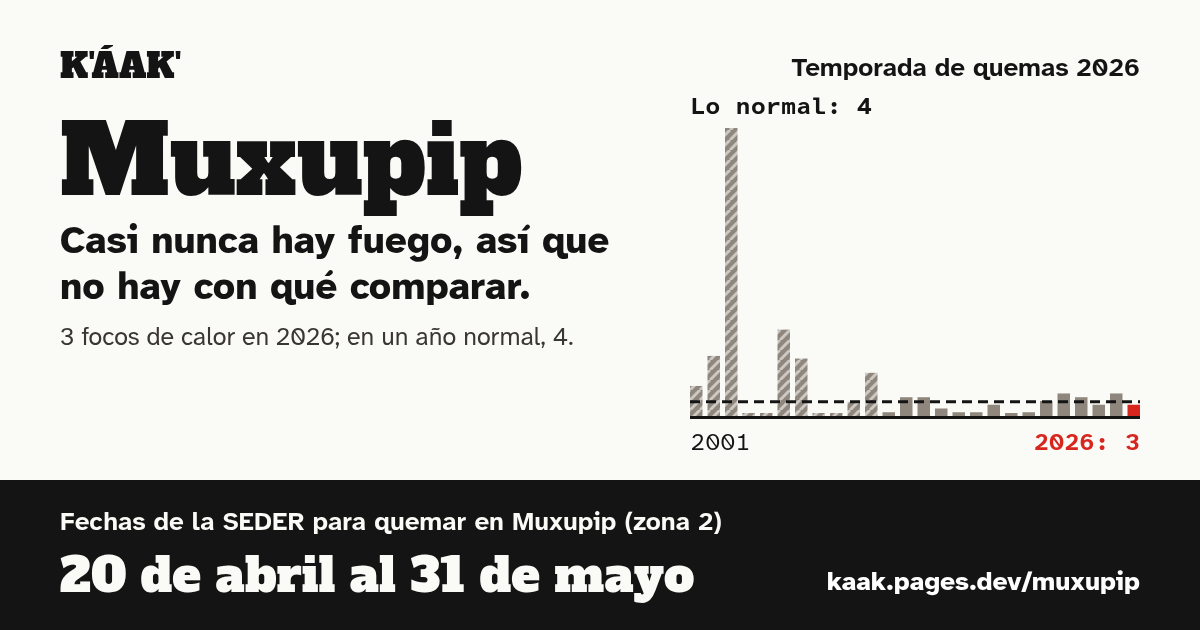 K'ÁAK'
Temporada de quemas 2026
Lo normal: 4
Muxupip
Casi nunca hay fuego, así que
no hay con qué comparar.
3 focos de calor en 2026; en un año normal, 4.
2001
2026: 3
Fechas de la SEDER para quemar en Muxupip (zona 2)
20 de abril al 31 de mayo
kaak.pages.dev/muxupip